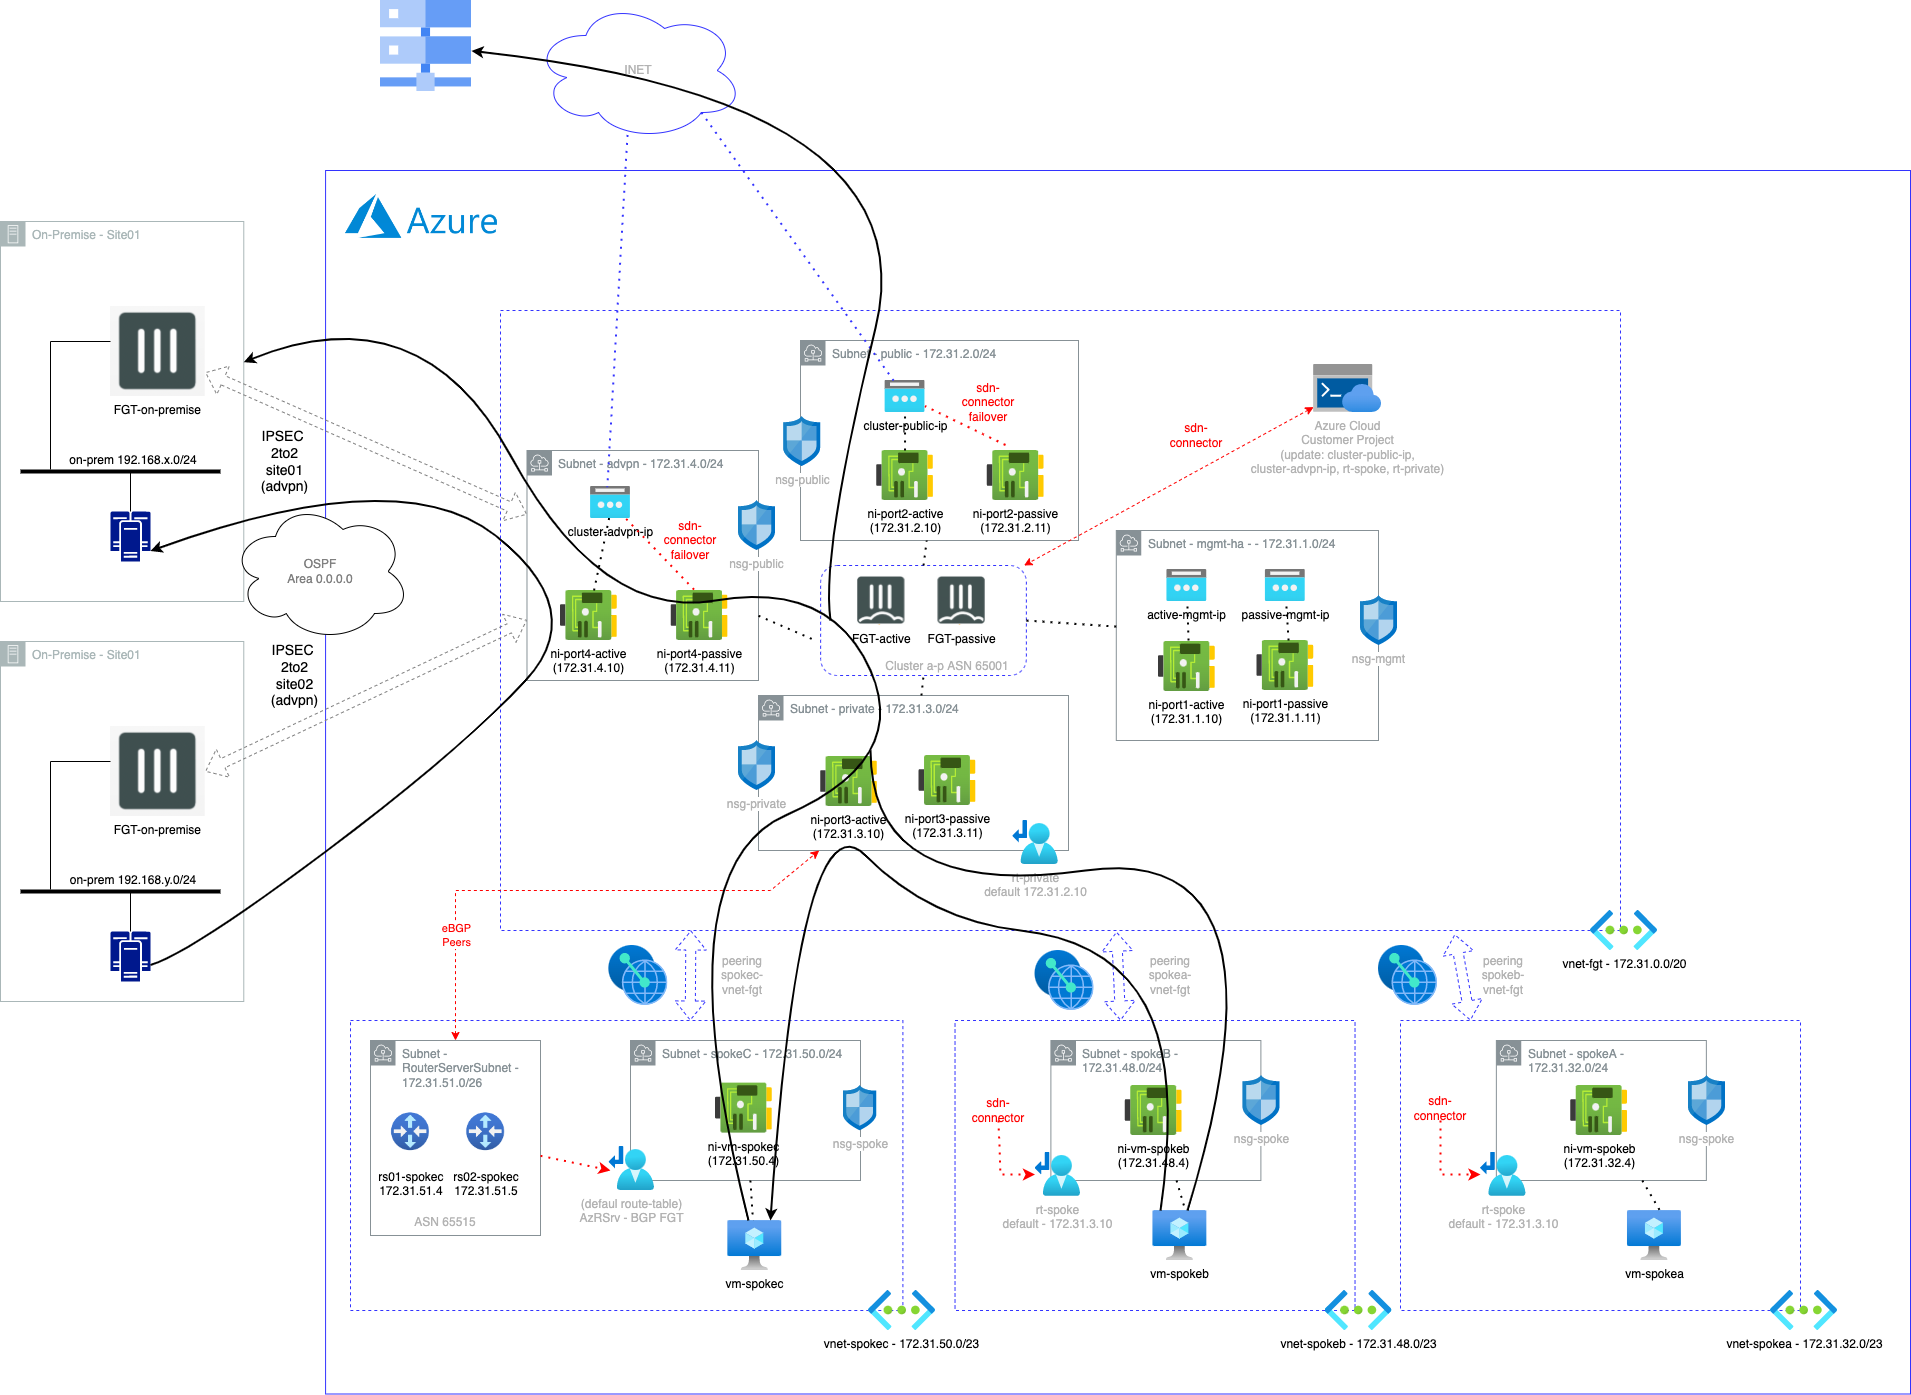 INET
Azure
On-Premise - Site01
FGT-on-premise
on-prem 192.168.x.0/24
IPSEC
2to2
site01
(advpn)
OSPF
Area 0.0.0.0
On-Premise - Site01
IPSEC
2to2
site02
(advpn)
FGT-on-premise
on-prem 192.168.y.0/24
Subnet - public - 172.31.2.0/24
cluster-public-ip
sdn-
connector
failover
nsg-public
ni-port2-active
(172.31.2.10)
ni-port2-passive
(172.31.2.11)
sdn-
connector
Azure Cloud
Customer Project
(update: cluster-public-ip,
cluster-advpn-ip, rt-spoke, rt-private)
Subnet - advpn - 172.31.4.0/24
cluster-advpn-ip
sdn-
connector
failover
nsg-public
ni-port4-active
(172.31.4.10)
ni-port4-passive
(172.31.4.11)
FGT-active
FGT-passive
Cluster a-p ASN 65001
Subnet - mgmt-ha - - 172.31.1.0/24
active-mgmt-ip
passive-mgmt-ip
nsg-mgmt
ni-port1-active
(172.31.1.10)
ni-port1-passive
(172.31.1.11)
Subnet - private - 172.31.3.0/24
nsg-private
ni-port3-active
(172.31.3.10)
ni-port3-passive
(172.31.3.11)
rt-private
default 172.31.2.10
eBGP
Peers
peering
spokec-
vnet-fgt
peering
spokea-
vnet-fgt
peering
spokeb-
vnet-fgt
vnet-fgt - 172.31.0.0/20
Subnet -
RouterServerSubnet -
172.31.51.0/26
rs01-spokec
172.31.51.4
rs02-spokec
172.31.51.5
ASN 65515
Subnet - spokeC - 172.31.50.0/24
ni-vm-spokec
(172.31.50.4)
nsg-spoke
(defaul route-table)
AzRSrv - BGP FGT
vm-spokec
vnet-spokec - 172.31.50.0/23
Subnet - spokeB -
172.31.48.0/24
sdn-
connector
ni-vm-spokeb
(172.31.48.4)
nsg-spoke
rt-spoke
default - 172.31.3.10
vm-spokeb
vnet-spokeb - 172.31.48.0/23
Subnet - spokeA -
172.31.32.0/24
sdn-
connector
ni-vm-spokeb
(172.31.32.4)
nsg-spoke
rt-spoke
default - 172.31.3.10
vm-spokea
vnet-spokea - 172.31.32.0/23